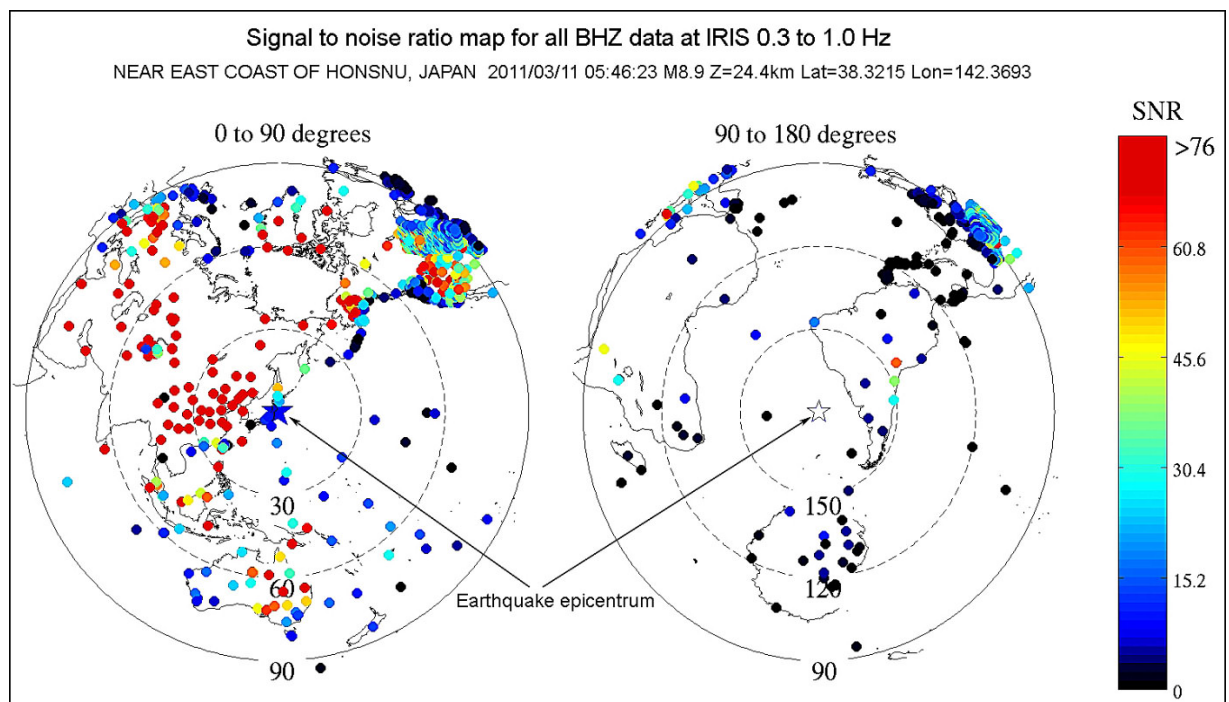 Signal to noise ratio map for all BHZ data at IRIS 0.3 to 1.0 Hz
NEAR EAST COAST OF HONSNU, JAPAN 2011/03/11 05:46:23 M8.9 Z=24.4km Lat=38.3215 Lon=142.3693
0 to 90 degrees
90 to 180 degrees
SNR
>76
60.8
45.6
30.4
15.2
0
30
60
90
150
120
90
Earthquake epicentrum